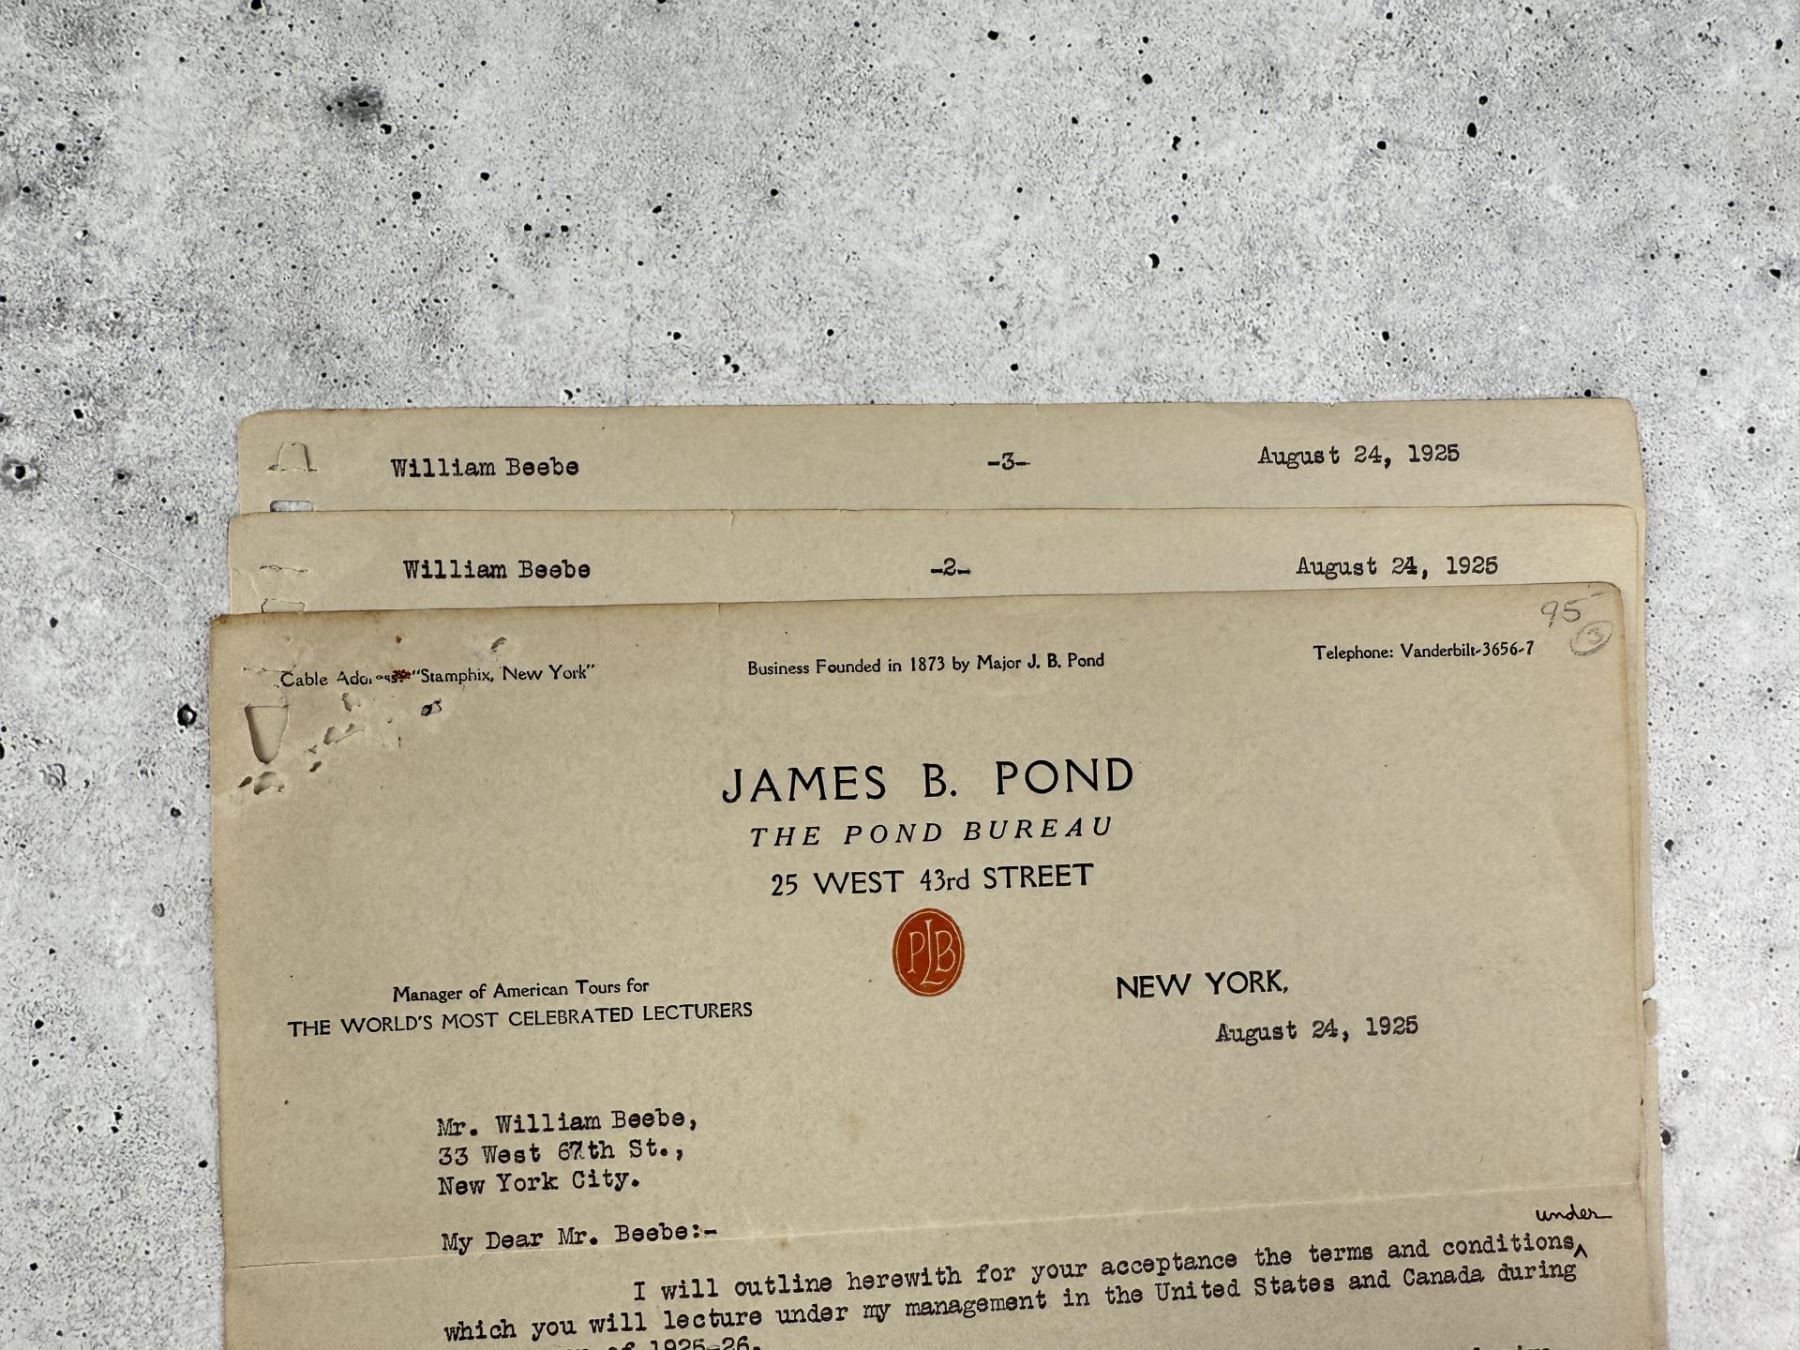 William Beebe -3- August 24, 1925
William Beebe -2- August 24, 1925
95
3
Cable Address: "Stamphix, New York" Business Founded in 1873 by Major J. B. Pond Telephone: Vanderbilt-3656-7
JAMES B. POND
THE POND BUREAU
25 WEST 43rd STREET
PLB
Manager of American Tours for
THE WORLD'S MOST CELEBRATED LECTURERS
NEW YORK,
August 24, 1925
Mr. William Beebe,
33 West 67th St.,
New York City.
My Dear Mr. Beebe:-
under
I will outline herewith for your acceptance the terms and conditions
which you will lecture under my management in the United States and Canada during
of 1925-26.